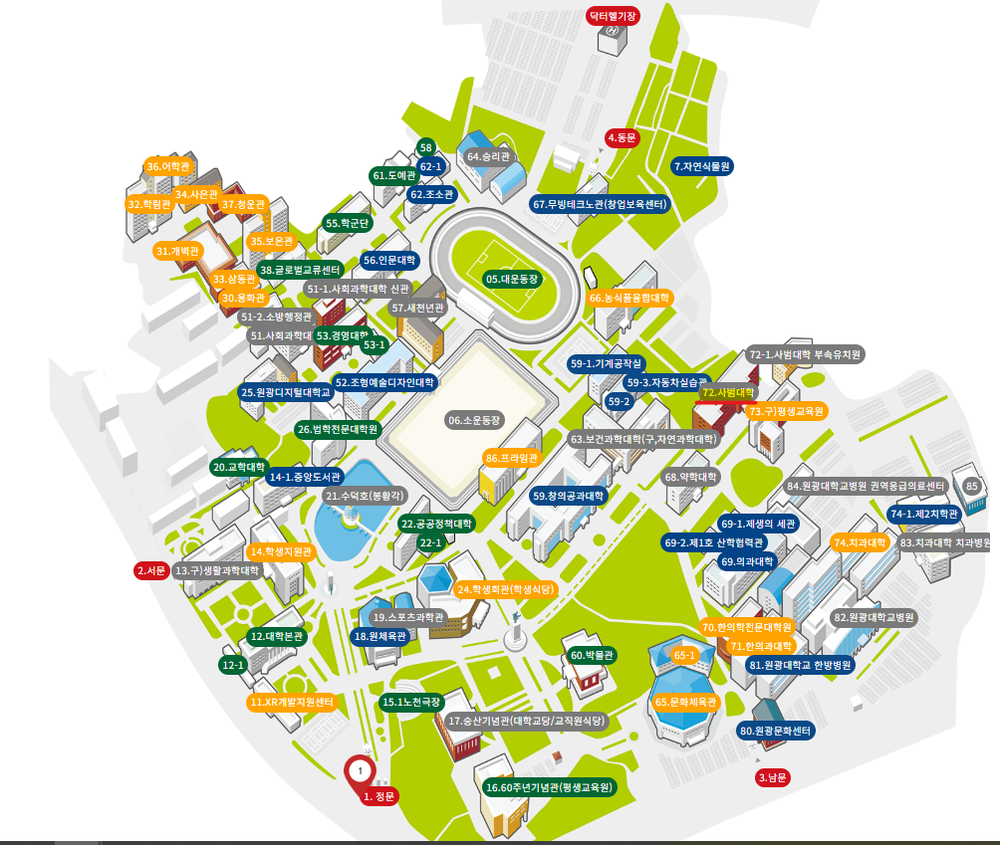 닥터헬기장
4.동문
58
64.승리관
62-1
7.자연식물원
36.어학관
61.도예관
34.사은관
62.조소관
32.학림관
37.청운관
67.무빙테크노관(창업보육센터)
55.학군단
35.보은관
31.개벽관
56.인문대학
38.글로벌교류센터
33.삼동관
05.대운동장
51-1.사회과학대학 신관
30.봉화관
66.농식품융합대학
57.새천년관
51-2.소방행정관
51.사회과학대
53.경영대학
53-1
72-1.사범대학 부속유치원
59-1.기계공작실
52.조형예술디자인대학
59-3.자동차실습관
25.원광디지털대학교
72.사범대학
59-2
73.구)평생교육원
06.소운동장
26.법학전문대학원
63.보건과학대학(구,자연과학대학)
86.프라임관
20.교학대학
14-1.중앙도서관
68.약학대학
84.원광대학교병원 권역응급의료센터
85
21.수덕호(봉황각)
59.창의공과대학
74-1.제2치학관
22.공공정책대학
69-1.제생의 세관
22-1
69-2.제1호 산학협력관
74.치과대학
83.치과대학 치과병원
14.학생지원관
69.의과대학
2.서문
13.구)생활과학대학
24.학생회관(학생식당)
19.스포츠과학관
82.원광대학교병원
70.한의학전문대학원
12.대학본관
18.원체육관
71.한의과대학
60.박물관
65-1
12-1
81.원광대학교 한방병원
11.XR개발지원센터
15.1노천극장
65.문화체육관
17.숭산기념관(대학교당/교직원식당)
80.원광문화센터
1
3.남문
16.60주년기념관(평생교육원)
1. 정문